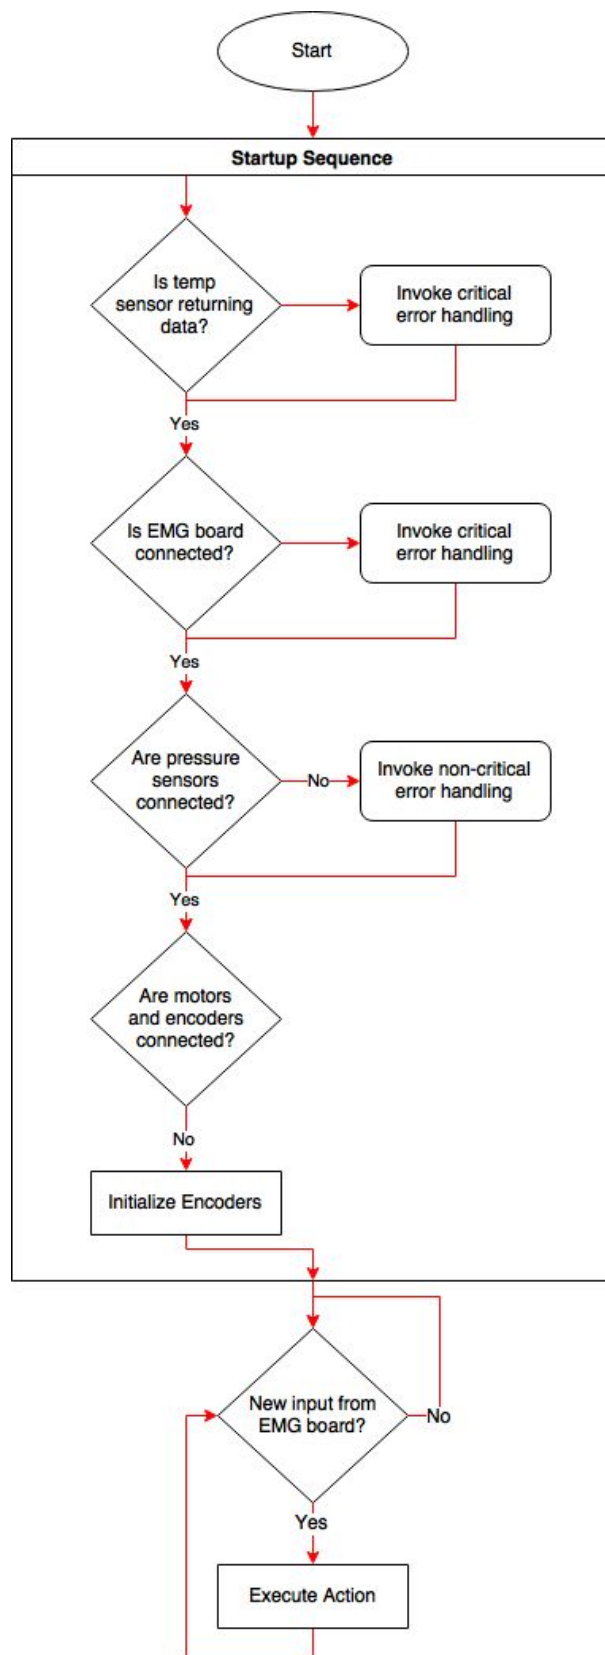 Start
Startup Sequence
Is temp
sensor returning
data?
Invoke critical
error handling
Yes
Is EMG board
connected?
Invoke critical
error handling
Yes
Are pressure
sensors
connected?
No
Invoke non-critical
error handling
Yes
Are motors
and encoders
connected?
No
Initialize Encoders
New input from
EMG board?
No
Yes
Execute Action